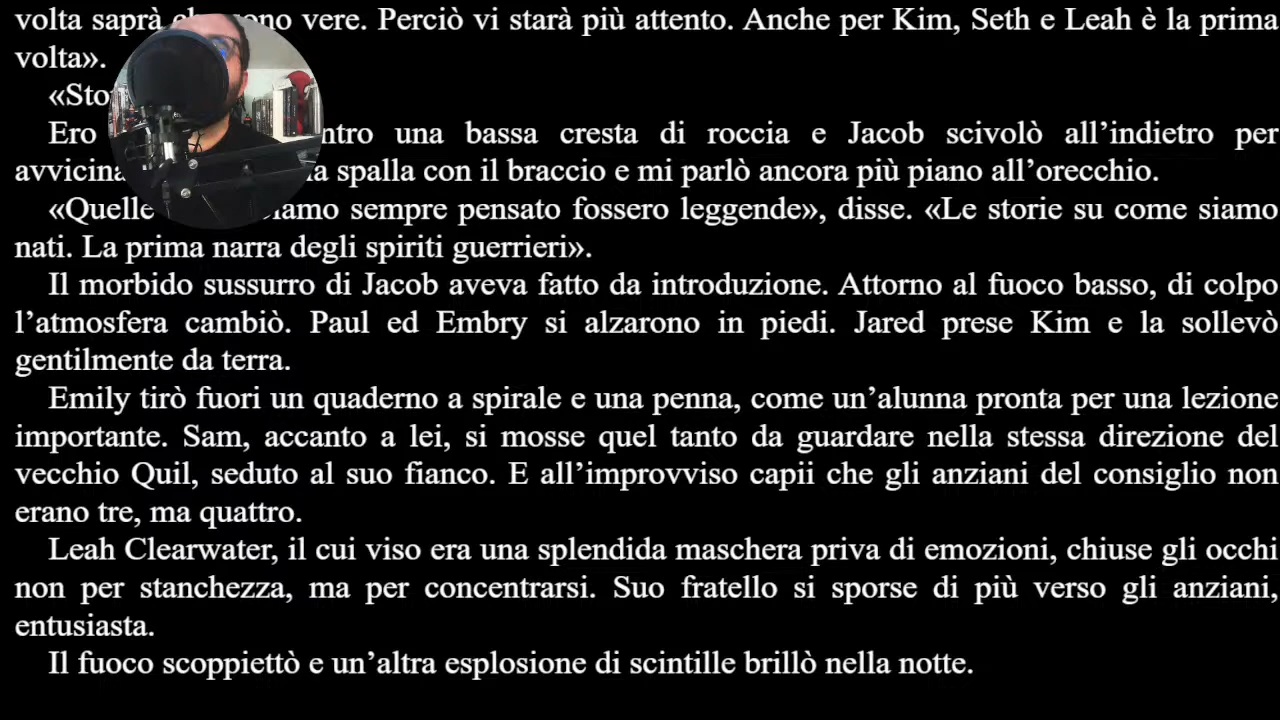 volta saprà sono vere. Perciò vi starà più attento. Anche per Kim, Seth e Leah è la prima
volta».
Ero una bassa cresta di roccia e Jacob scivolò all’indietro per
spalla con il braccio e mi parlò ancora più piano all’orecchio.
«Quelle sempre pensato fossero leggende», disse. «Le storie su come siamo
nati. La prima narra degli spiriti guerrieri».
Il morbido sussurro di Jacob aveva fatto da introduzione. Attorno al fuoco basso, di colpo
l’atmosfera cambiò. Paul ed Embry si alzarono in piedi. Jared prese Kim e la sollevò
gentilmente da terra.
Emily tirò fuori un quaderno a spirale e una penna, come un’alunna pronta per una lezione
importante. Sam, accanto a lei, si mosse quel tanto da guardare nella stessa direzione del
vecchio Quil, seduto al suo fianco. E all’improvviso capii che gli anziani del consiglio non
erano tre, ma quattro.
Leah Clearwater, il cui viso era una splendida maschera priva di emozioni, chiuse gli occhi
non per stanchezza, ma per concentrarsi. Suo fratello si sporse di più verso gli anziani,
entusiasta.
Il fuoco scoppiettò e un’altra esplosione di scintille brillò nella notte.